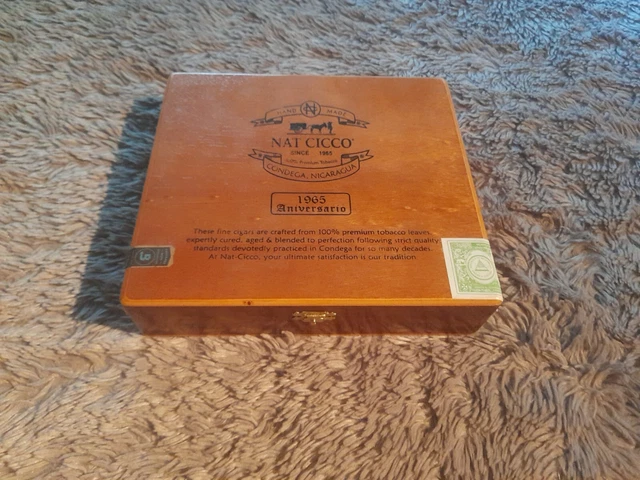 HAND MADE
NAT CICCO
SINCE 1965
100% Premium Tobacco
CONDEGA, NICARAGUA
1965
Aniversario
These fine cigars are crafted from 100% premium tobacco leaves,
expertly cured, aged & blended to perfection following strict quality
standards devotedly practiced in Condega for so many decades.
At Nat-Cicco, your ultimate satisfaction is our tradition.